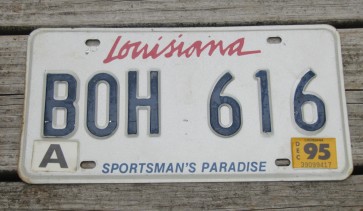 Louisiana
BOH 616
A DEC 95
SPORTSMAN'S PARADISE